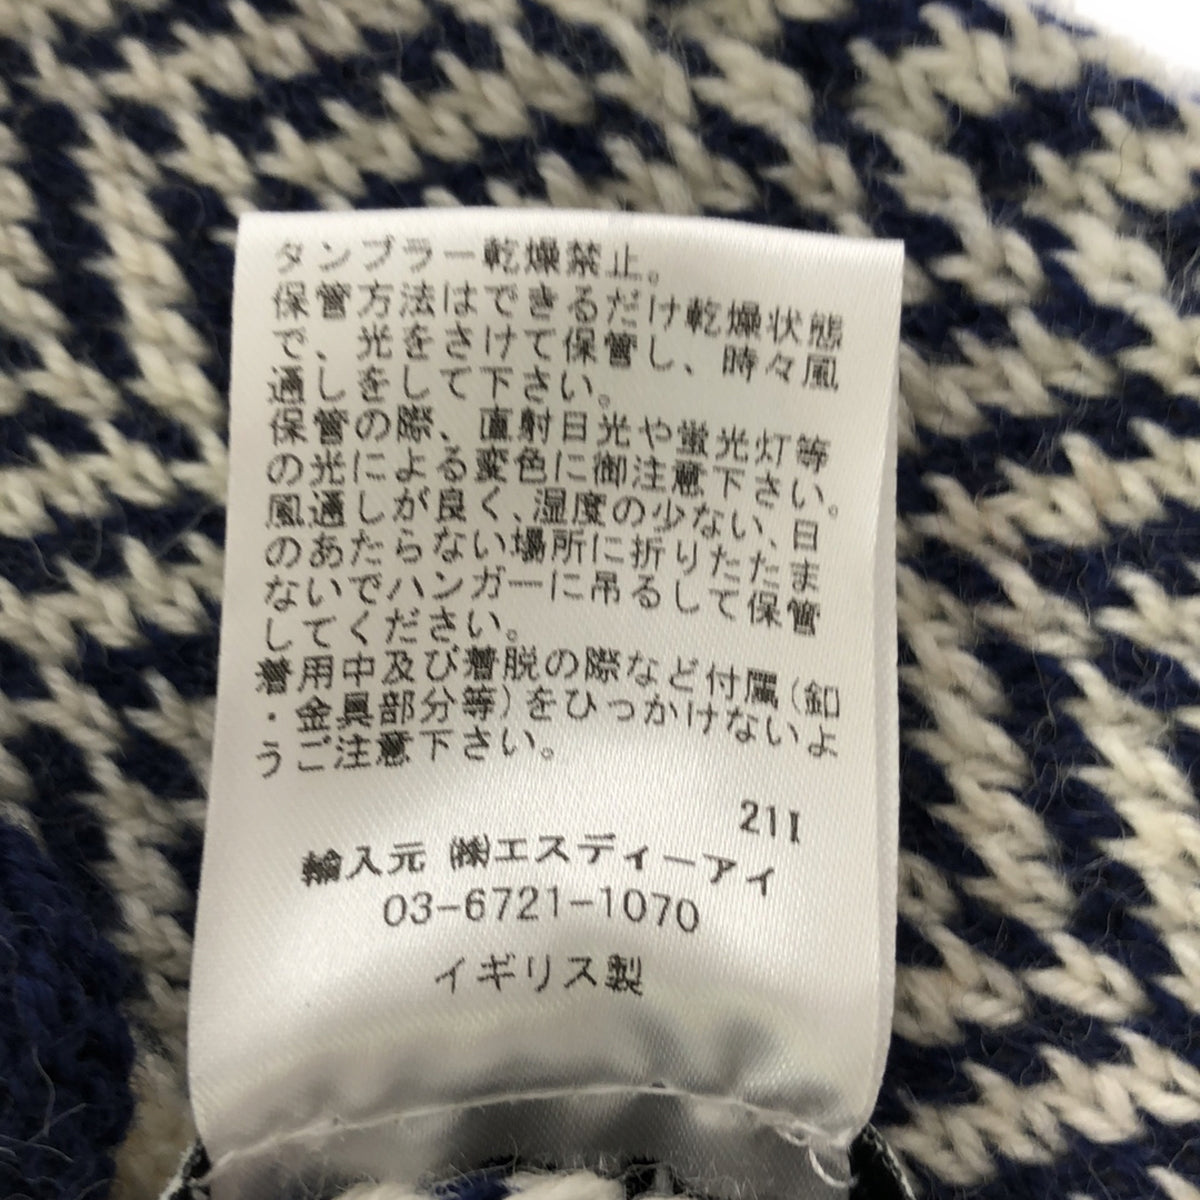 タンブラー乾燥禁止。
保管方法はできるだけ乾燥状態
で、光をさけて保管し、時々風
通しをして下さい。
保管の際、直射日光や蛍光灯等
の光による変色に御注意下さい。
風通しが良く、湿度の少ない、日
のあたらない場所に折りたたま
ないでハンガーに吊るして保管
してください。
着用中及び着脱の際など付属(釦
・金具部分等)をひっかけないよ
うご注意下さい。
21I
輸入元 ㈱エスディーアイ
03-6721-1070
イギリス製